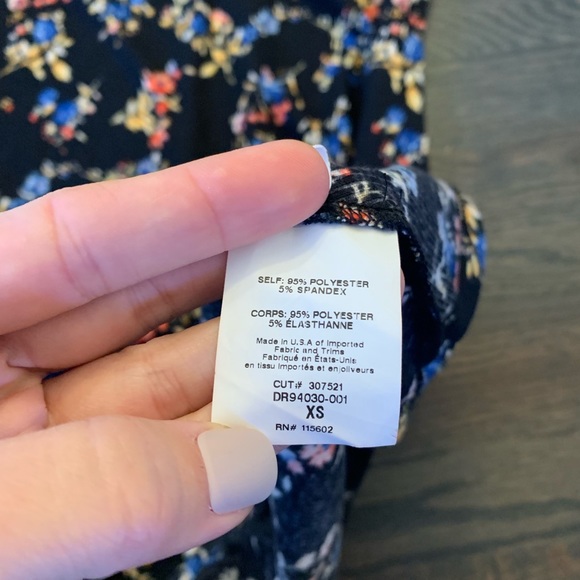 SELF: 95% POLYESTER
5% SPANDEX
CORPS: 95% POLYESTER
5% ÉLASTHANNE
Made in U.S.A of Imported
Fabric and Trims
Fabriqué en États-Unis
en tissu importés et enjoliveurs
CUT# 307521
DR94030-001
XS
RN# 115602